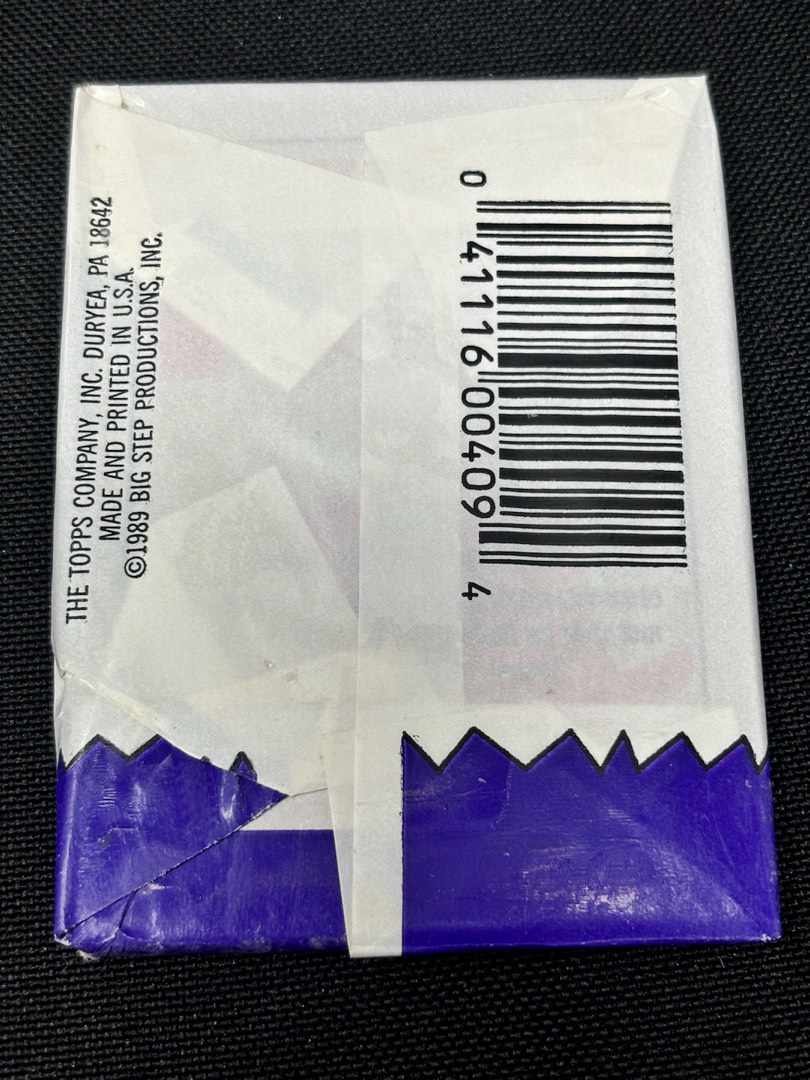 THE TOPPS COMPANY, INC. DURYEA, PA 18642
MADE AND PRINTED IN U.S.A.
©1989 BIG STEP PRODUCTIONS, INC.
0 41116 00409 4